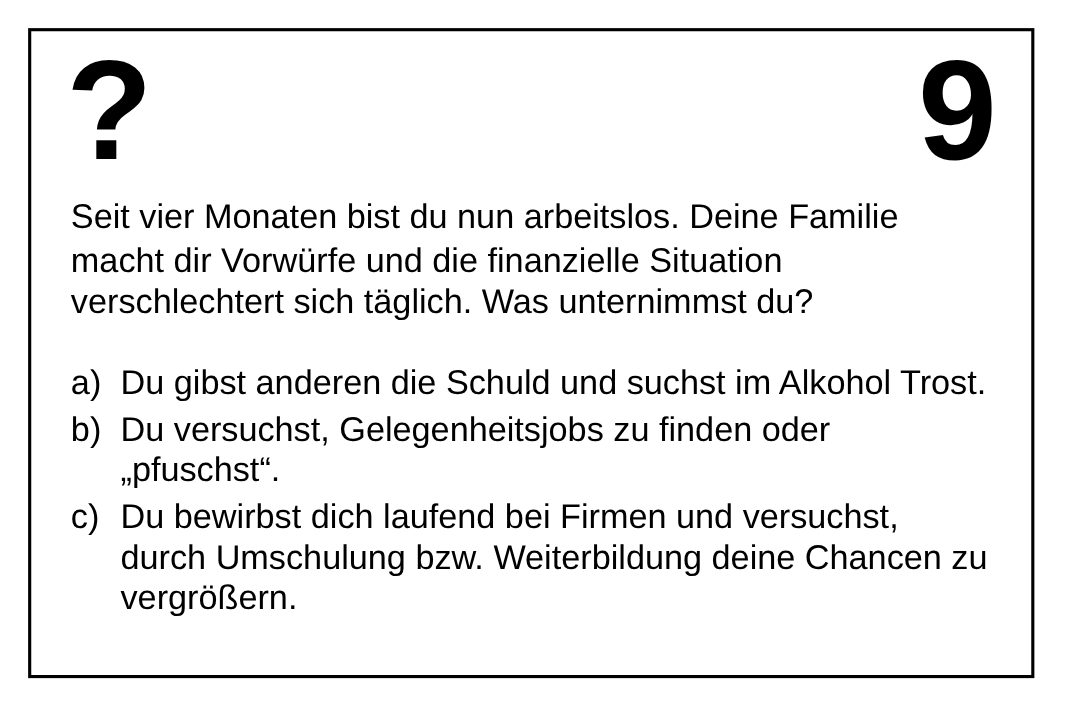 ? 9
Seit vier Monaten bist du nun arbeitslos. Deine Familie
macht dir Vorwürfe und die finanzielle Situation
verschlechtert sich täglich. Was unternimmst du?
a) Du gibst anderen die Schuld und suchst im Alkohol Trost.
b) Du versuchst, Gelegenheitsjobs zu finden oder
„pfuschst“.
c) Du bewirbst dich laufend bei Firmen und versuchst,
durch Umschulung bzw. Weiterbildung deine Chancen zu
vergrößern.